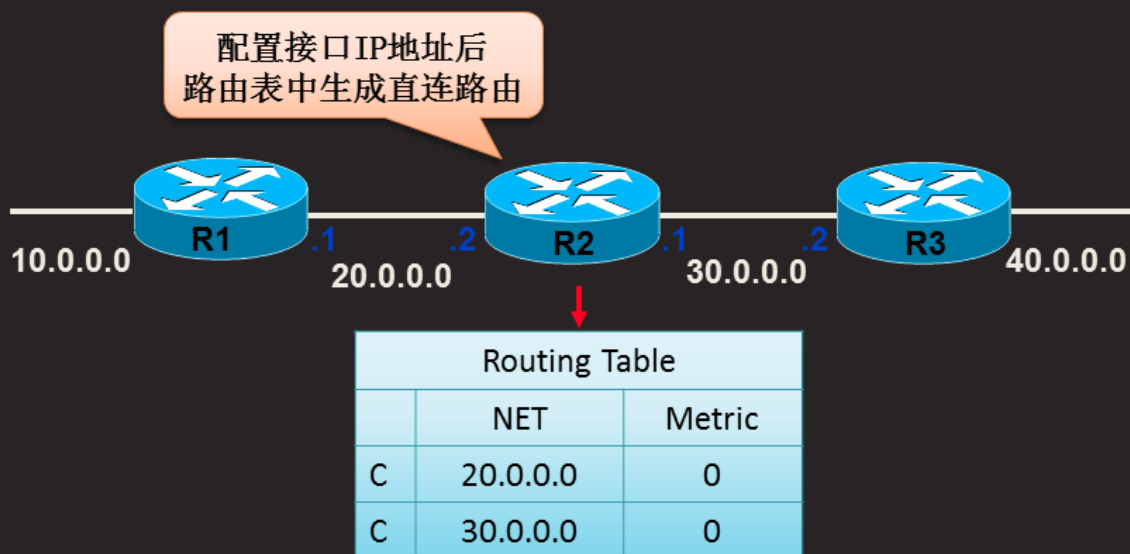 配置接口IP地址后
路由表中生成直连路由
R1
R2
R3
.1
.2
.1
.2
10.0.0.0
20.0.0.0
30.0.0.0
40.0.0.0
Routing Table
NET Metric
C 20.0.0.0 0
C 30.0.0.0 0